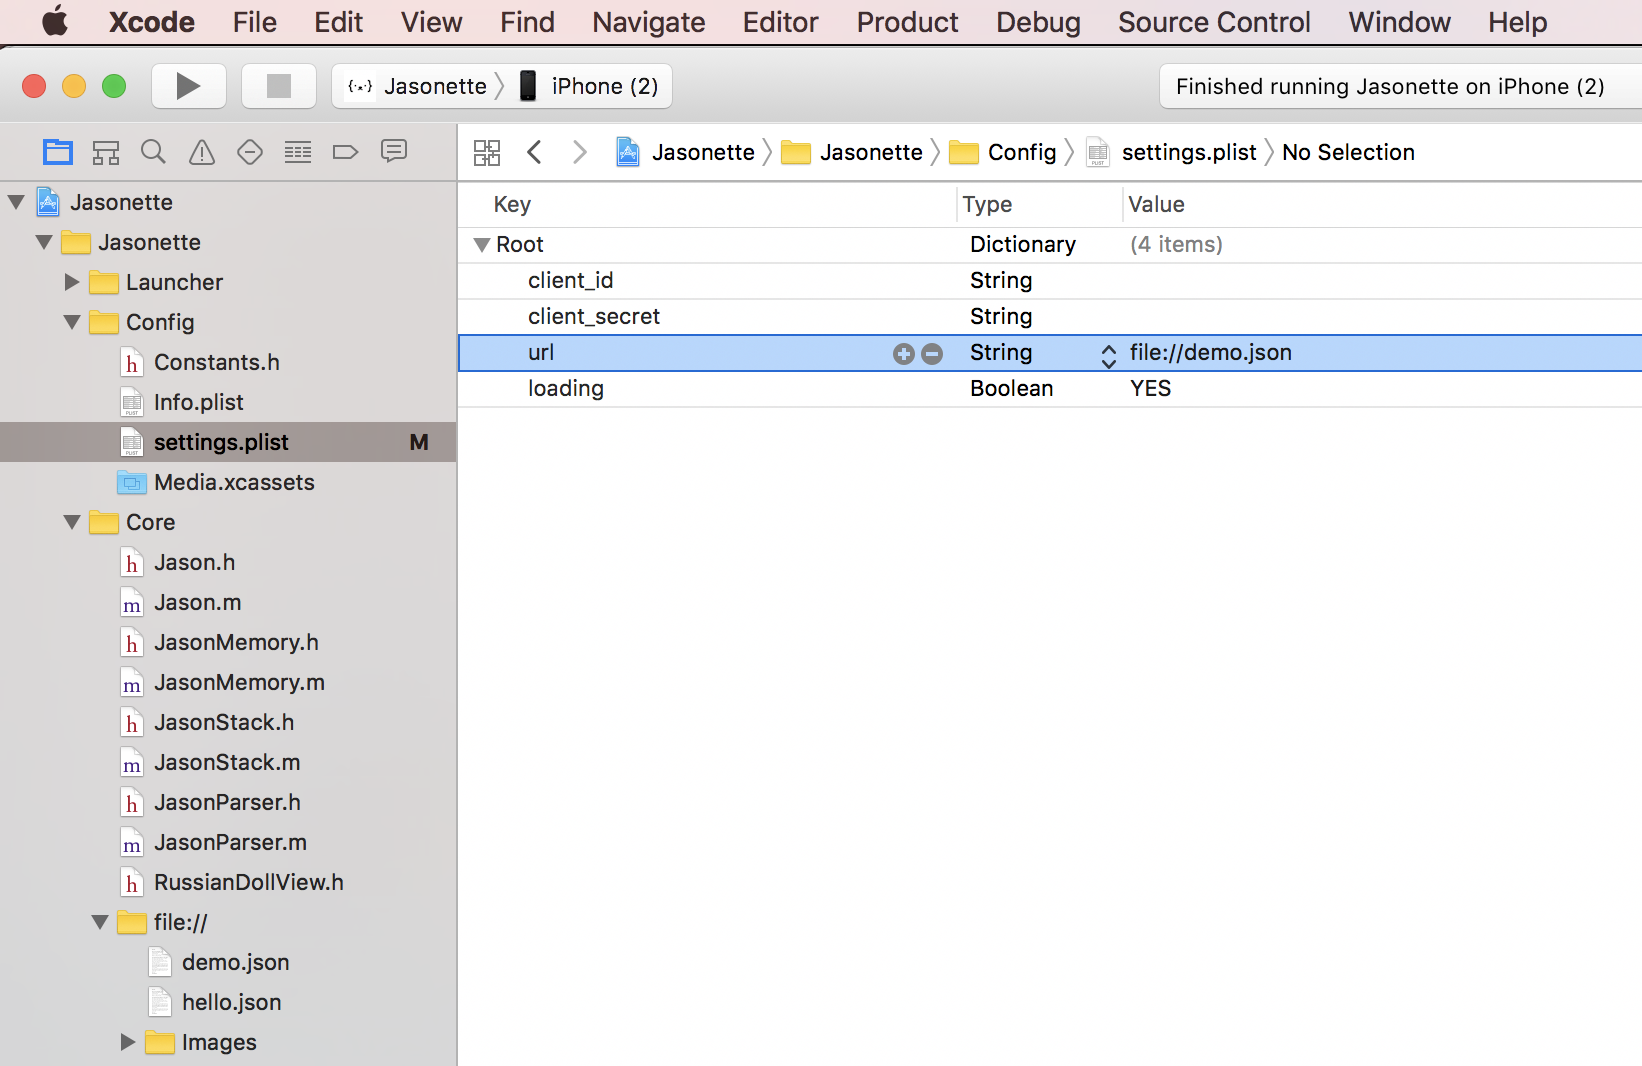 Xcode File Edit View Find Navigate Editor Product Debug Source Control Window Help
Jasonette iPhone (2) Finished running Jasonette on iPhone (2)
Jasonette Jasonette Config settings.plist No Selection
Jasonette
Jasonette
Launcher
Config
h Constants.h
PLIST Info.plist
PLIST settings.plist M
Media.xcassets
Core
h Jason.h
m Jason.m
h JasonMemory.h
m JasonMemory.m
h JasonStack.h
m JasonStack.m
h JasonParser.h
m JasonParser.m
h RussianDollView.h
file://
demo.json
hello.json
Images
Key Type Value
Root Dictionary (4 items)
client_id String
client_secret String
url String file://demo.json
loading Boolean YES